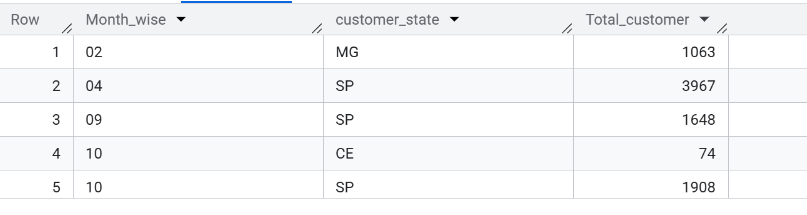 Row Month_wise customer_state Total_customer
1 02 MG 1063
2 04 SP 3967
3 09 SP 1648
4 10 CE 74
5 10 SP 1908